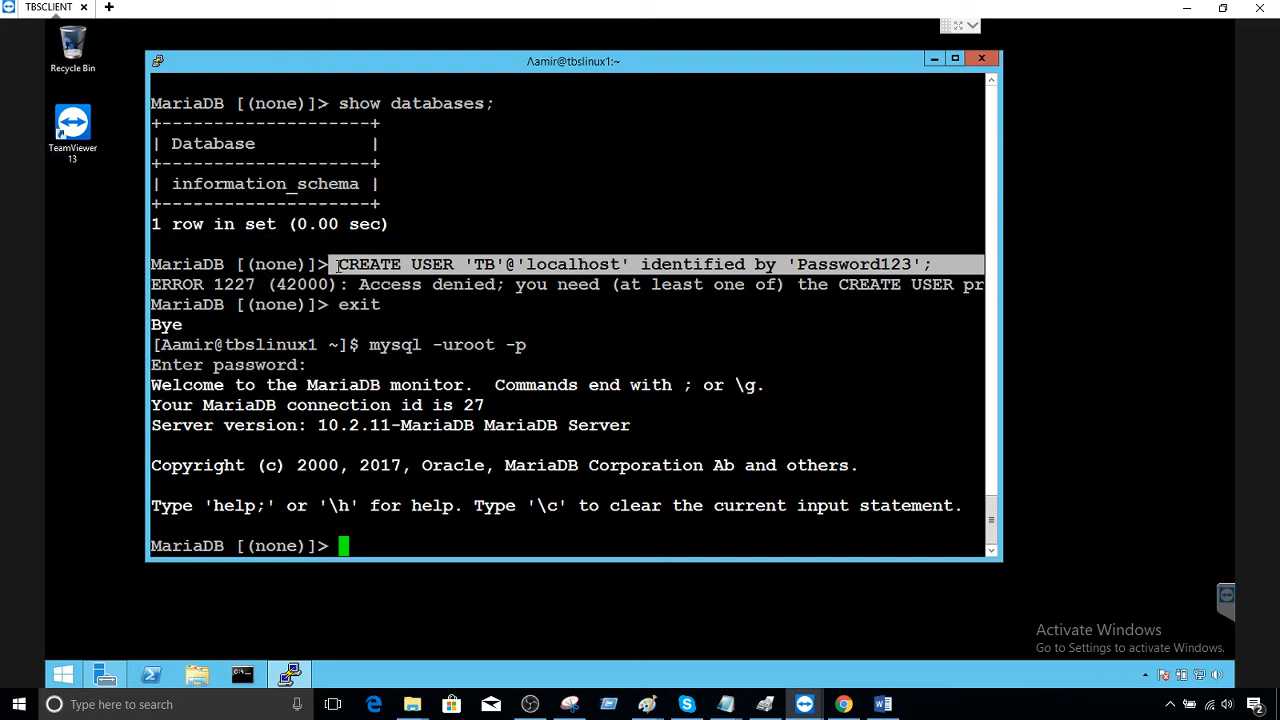 TBSCLIENT
Recycle Bin
TeamViewer
13
Aamir@tbslinux1:~
MariaDB [(none)]> show databases;
+--------------------+
| Database           |
+--------------------+
| information_schema |
+--------------------+
1 row in set (0.00 sec)
MariaDB [(none)]> CREATE USER 'TB'@'localhost' identified by 'Password123';
ERROR 1227 (42000): Access denied; you need (at least one of) the CREATE USER pr
MariaDB [(none)]> exit
Bye
[Aamir@tbslinux1 ~]$ mysql -uroot -p
Enter password:
Welcome to the MariaDB monitor.  Commands end with ; or \g.
Your MariaDB connection id is 27
Server version: 10.2.11-MariaDB MariaDB Server
Copyright (c) 2000, 2017, Oracle, MariaDB Corporation Ab and others.
Type 'help;' or '\h' for help. Type '\c' to clear the current input statement.
MariaDB [(none)]>
Activate Windows
Go to Settings to activate Windows.
Type here to search
2